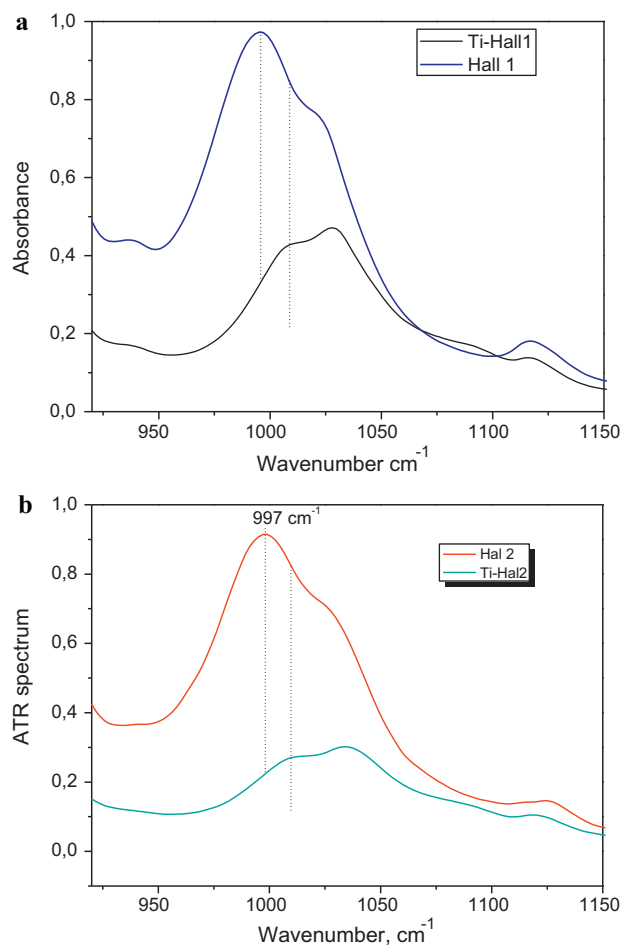 a
1,0
Ti-Hall1
Hall 1
0,8
0,6
Absorbance
0,4
0,2
0,0
950 1000 1050 1100 1150
Wavenumber cm-1
b
1,0
997 cm-1
Hal 2
Ti-Hal2
0,8
0,6
ATR spectrum
0,4
0,2
0,0
950 1000 1050 1100 1150
Wavenumber, cm-1